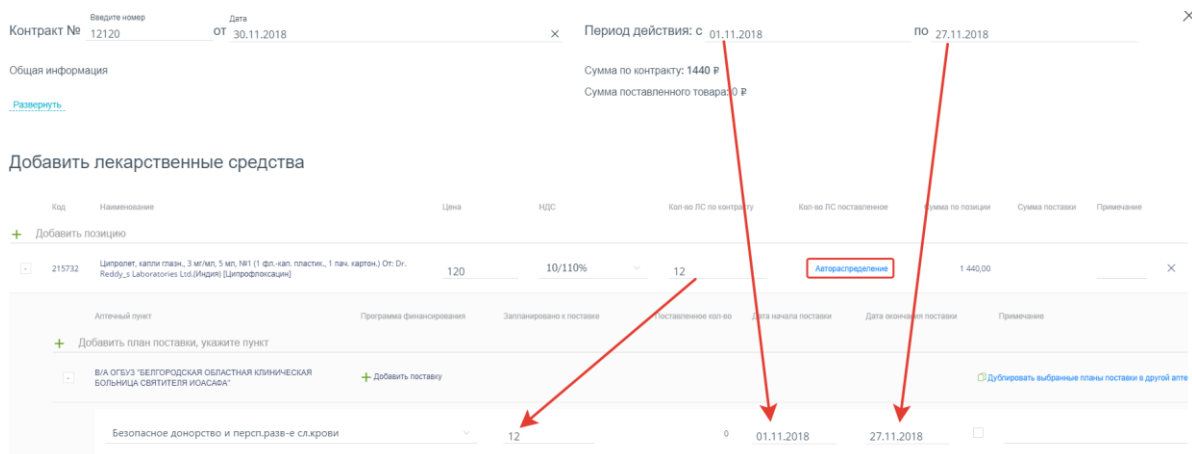 Введите номер
Дата
Контракт № 12120 от 30.11.2018 Период действия: с 01.11.2018 по 27.11.2018
Общая информация
Сумма по контракту: 1440 ₽
Сумма поставленного товара: 0 ₽
Развернуть
Добавить лекарственные средства
Код Наименование Цена НДС Кол-во ЛС по контракту Кол-во ЛС поставленное Сумма по позиции Сумма поставки Примечание
+ Добавить позицию
215732 Ципролет, капли глазн., 3 мг/мл, 5 мл, №1 (1 фл.-кап. пластик., 1 пач. картон.) От: Dr.
Reddy_s Laboratories Ltd.(Индия) [Ципрофлоксацин]
120 10/110% 12 Автораспределение 1 440,00
Аптечный пункт Программа финансирования Запланировано к поставке Поставленное кол-во Дата начала поставки Дата окончания поставки Примечание
+ Добавить план поставки, укажите пункт
В/А ОГБУЗ "БЕЛГОРОДСКАЯ ОБЛАСТНАЯ КЛИНИЧЕСКАЯ
БОЛЬНИЦА СВЯТИТЕЛЯ ИОАСАФА"
+ Добавить поставку
Дублировать выбранные планы поставки в другой апте
Безопасное донорство и персп.разв-е сл.крови 12 0 01.11.2018 27.11.2018